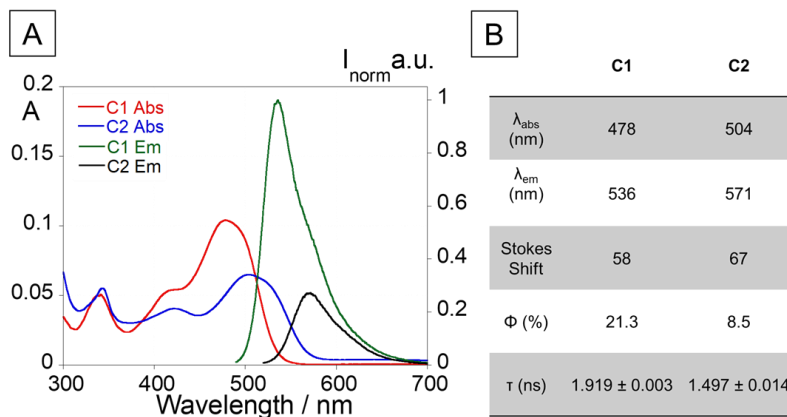 A
I_norm a.u.
0.2
0.15
0.1
0.05
0
A
C1 Abs
C2 Abs
C1 Em
C2 Em
1
0.8
0.6
0.4
0.2
0
300 400 500 600 700
Wavelength / nm
B
C1 C2
λabs
(nm) 478 504
λem
(nm) 536 571
Stokes
Shift 58 67
Φ (%) 21.3 8.5
τ (ns) 1.919 ± 0.003 1.497 ± 0.014